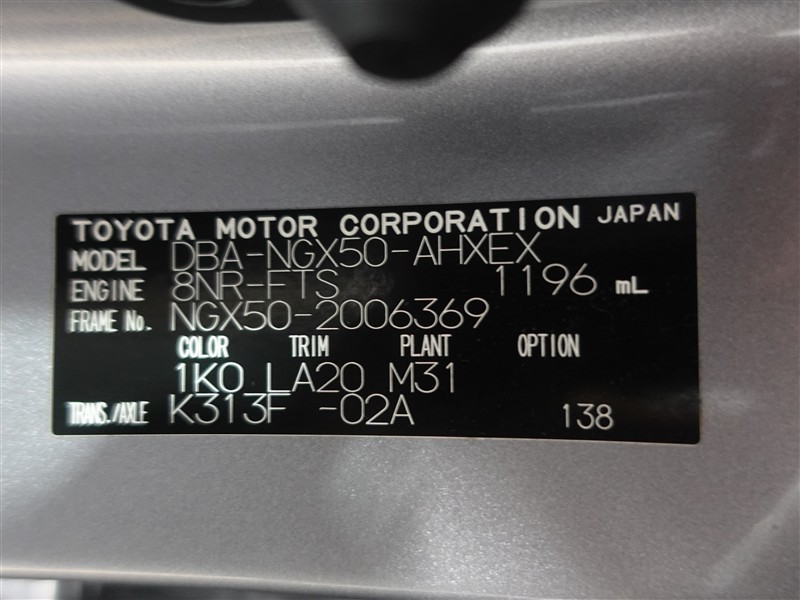 TOYOTA MOTOR CORPORATION JAPAN
MODEL DBA-NGX50-AHXEX
ENGINE 8NR-FTS 1196 mL
FRAME No. NGX50-2006369
COLOR TRIM PLANT OPTION
1K0 LA20 M31
TRANS./AXLE K313F -02A 138